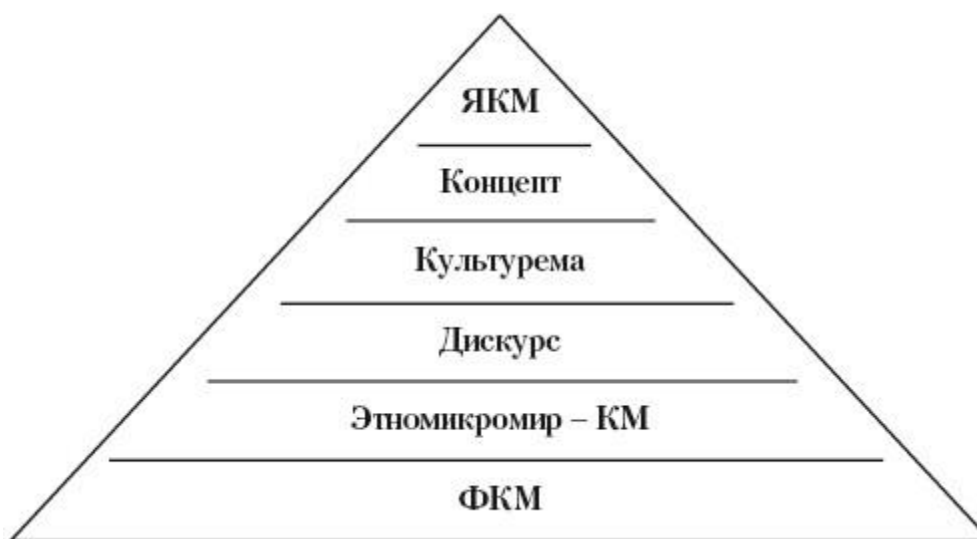 ЯКМ
Концепт
Культурема
Дискурс
Этномикромир – КМ
ФКМ